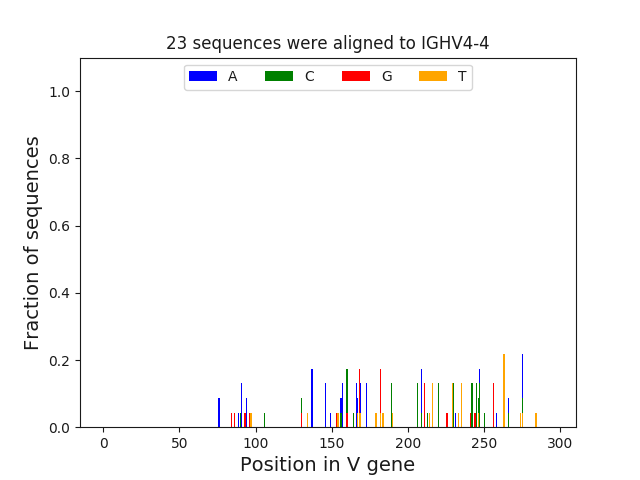 23 sequences were aligned to IGHV4-4
A C G T
1.0
0.8
0.6
0.4
0.2
0.0
Fraction of sequences
0 50 100 150 200 250 300
Position in V gene